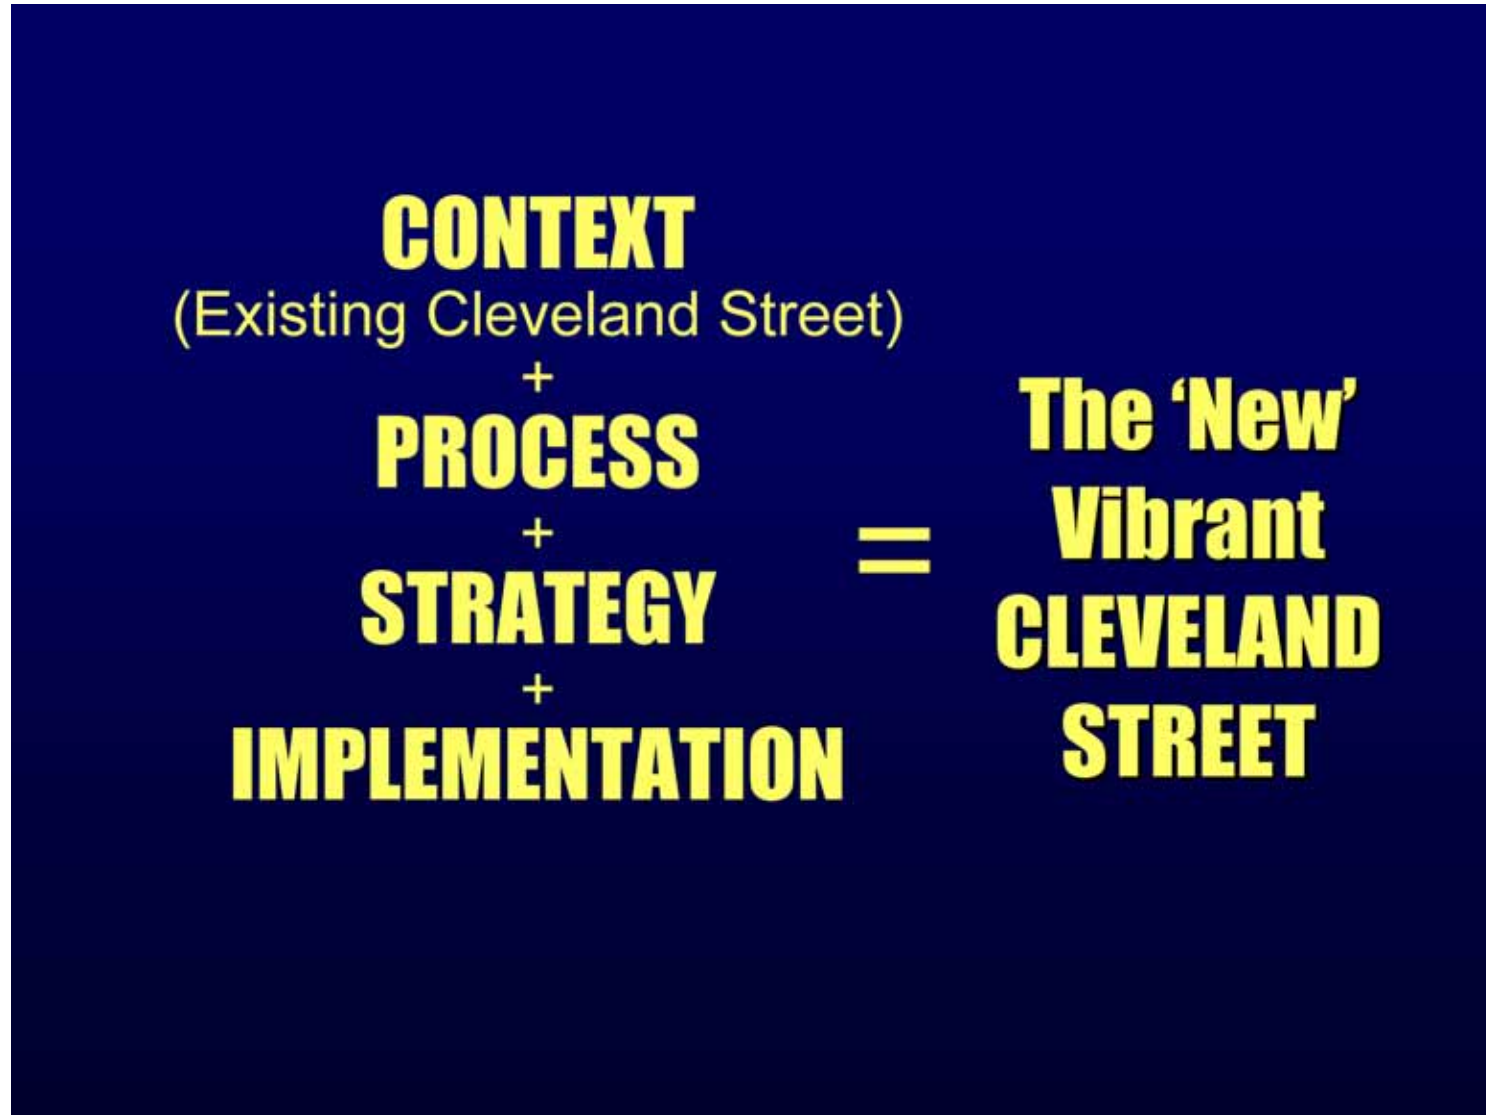 CONTEXT
(Existing Cleveland Street)
+
PROCESS
+
STRATEGY
+
IMPLEMENTATION
=
The ‘New’
Vibrant
CLEVELAND
STREET